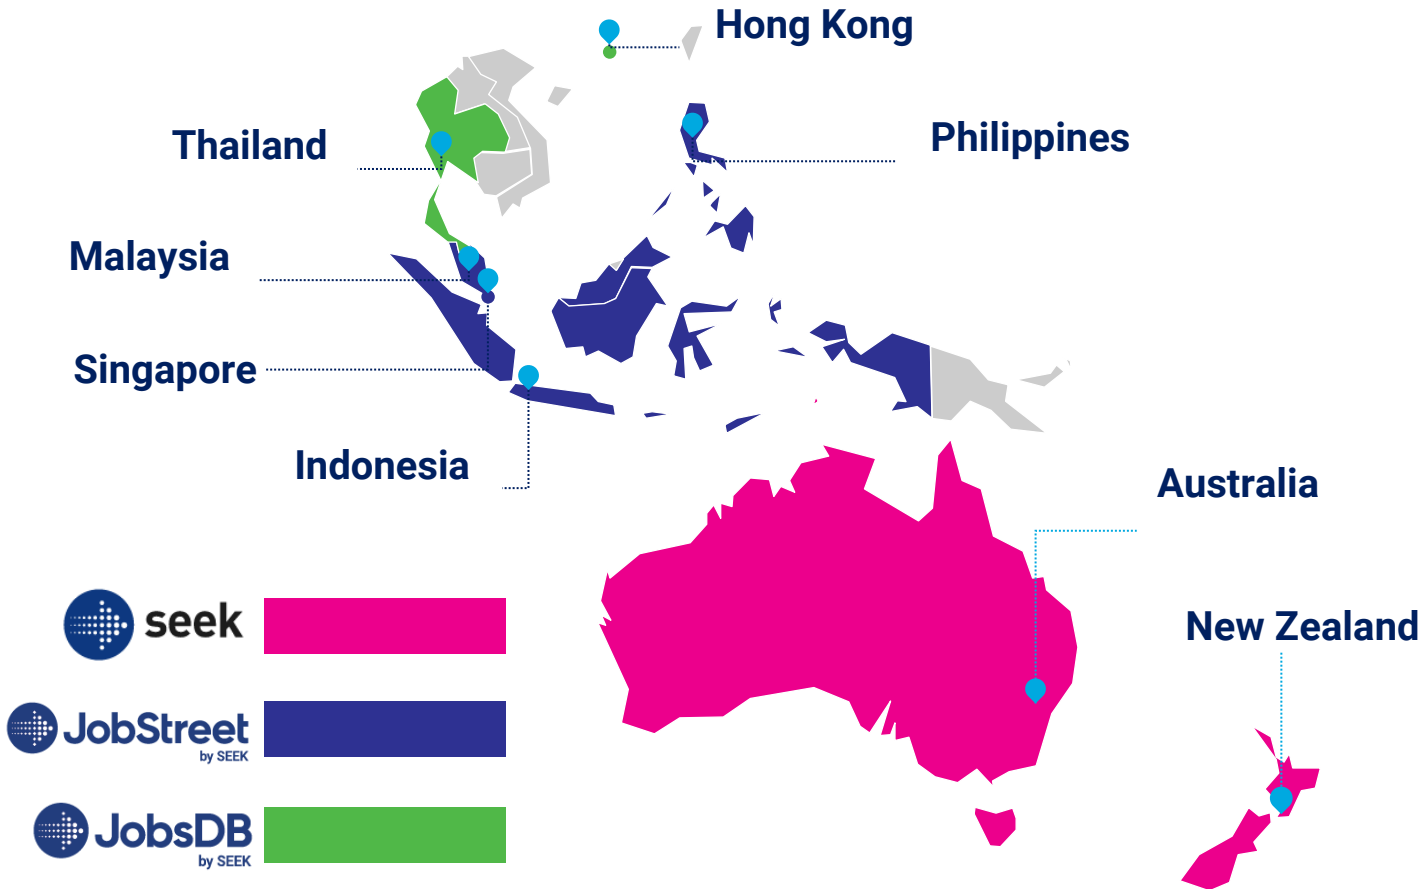 Hong Kong
Philippines
Thailand
Malaysia
Singapore
Indonesia
Australia
New Zealand
seek
JobStreet
by SEEK
JobsDB
by SEEK